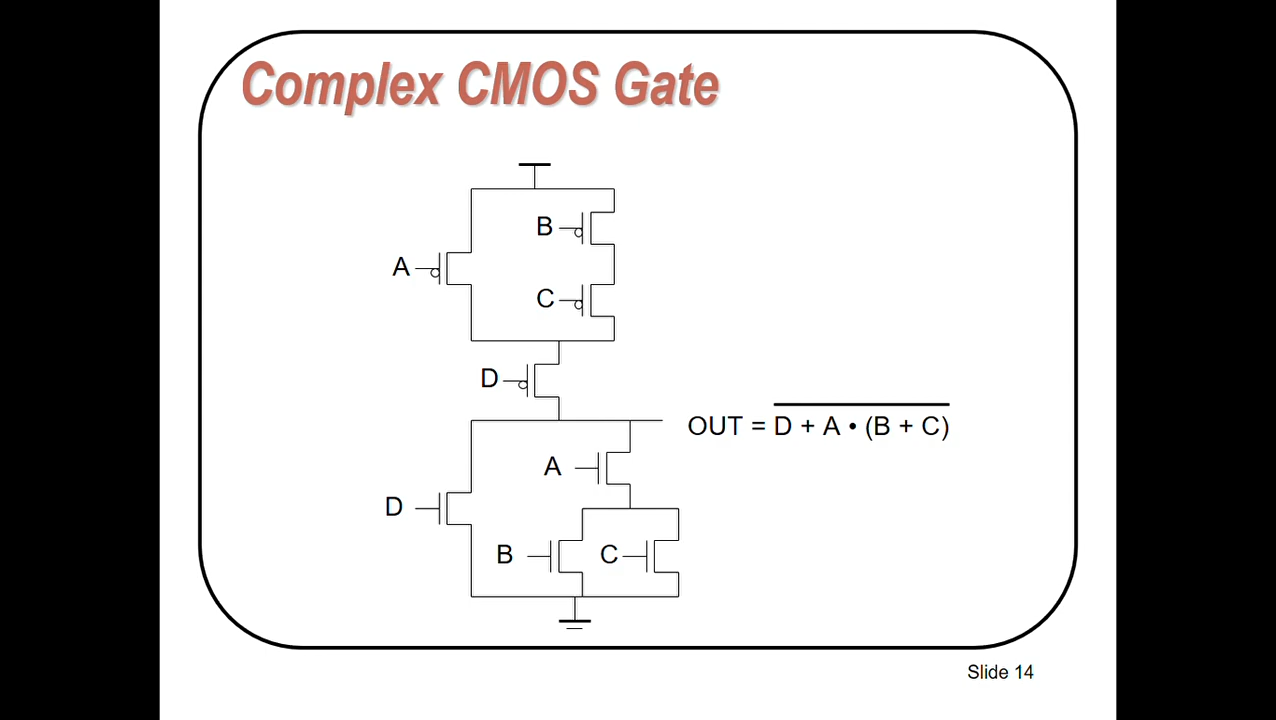 Complex CMOS Gate
B
A
C
D
OUT = D + A • (B + C)
A
D
B
C
Slide 14